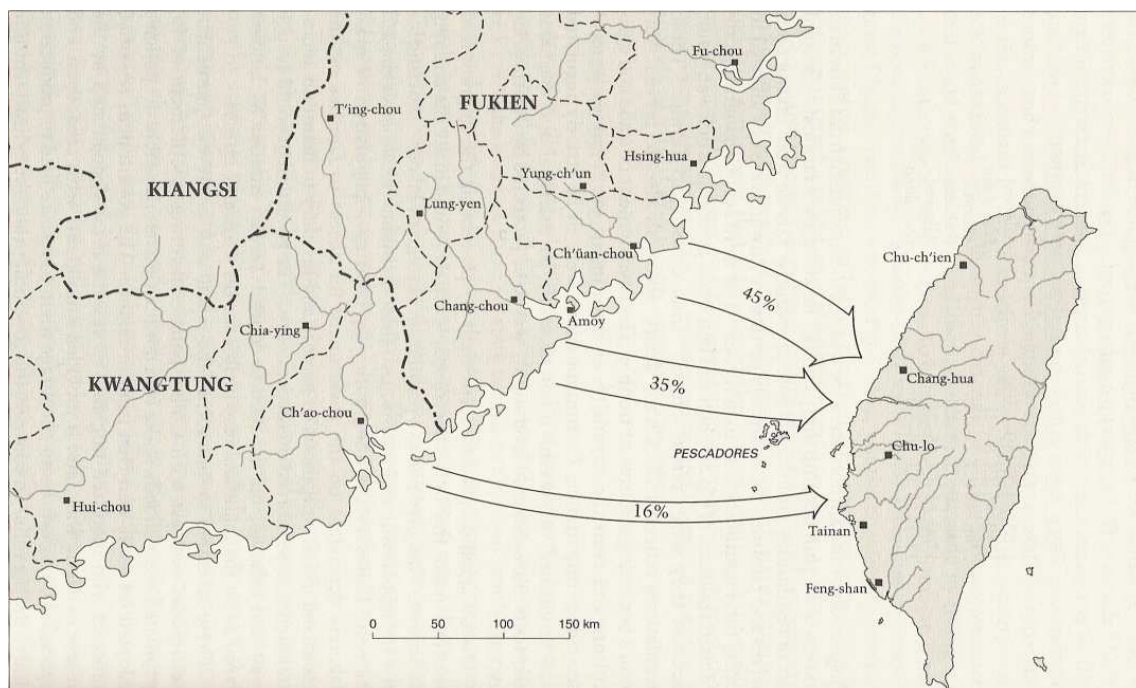 Fu-chou
T'ing-chou
FUKIEN
Hsing-hua
Yung-ch'un
KIANGSI
Lung-yen
Ch'üan-chou
Chu-ch'ien
45%
Chang-chou
Amoy
Chia-ying
Chang-hua
KWANGTUNG
35%
Ch'ao-chou
PESCADORES
Chu-lo
Hui-chou
16%
Tainan
Feng-shan
0 50 100 150 km